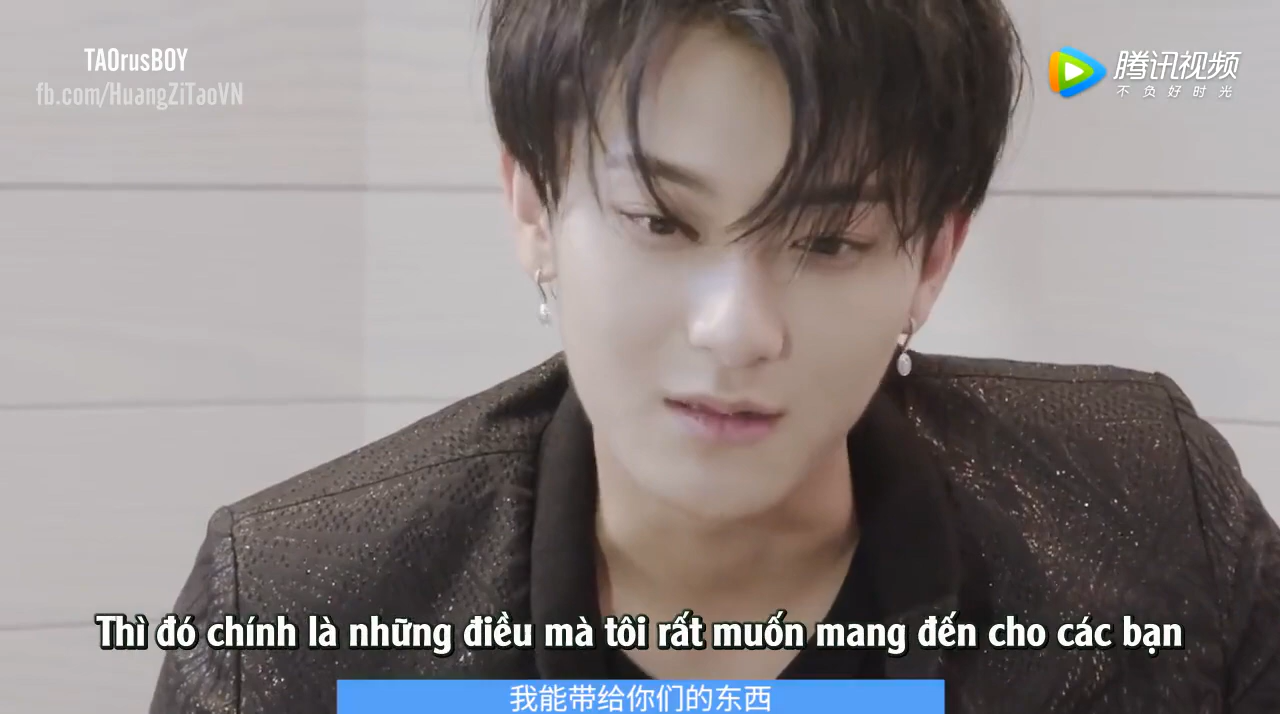 TAOrusBOY
fb.com/HuangZiTaoVN
腾讯视频
不负好时光
Thì đó chính là những điều mà tôi rất muốn mang đến cho các bạn
我能带给你们的东西